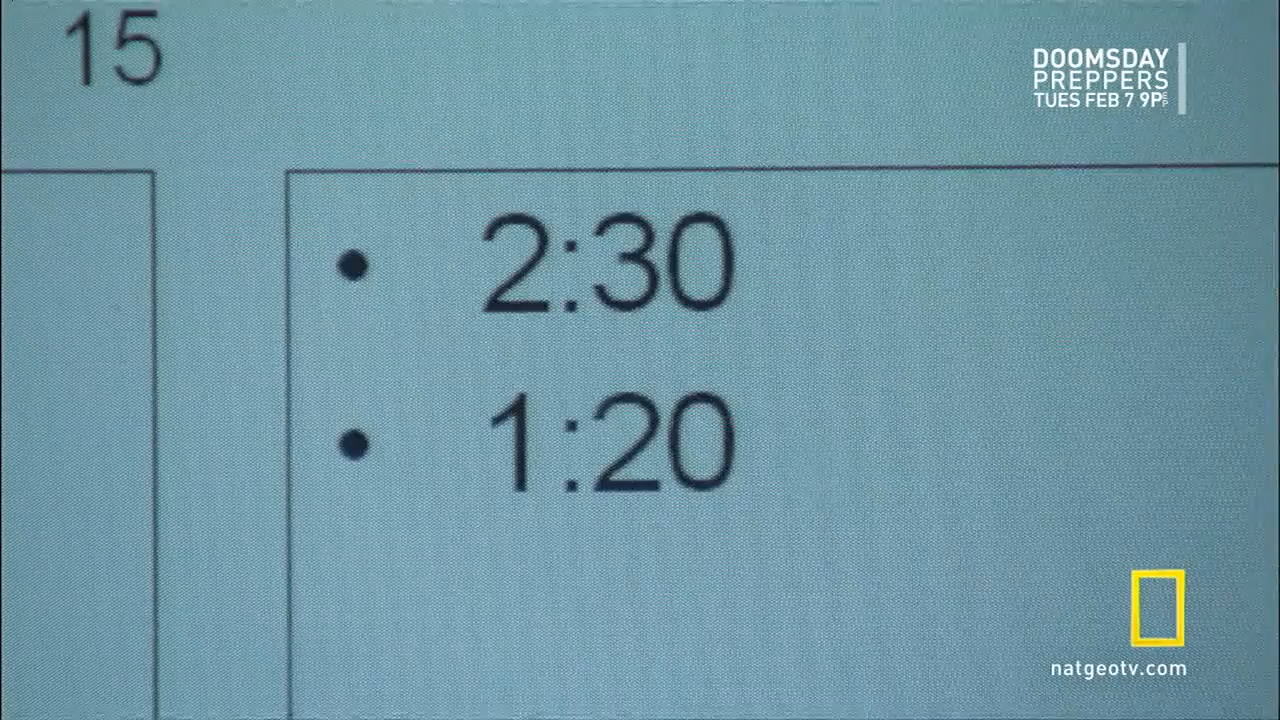 15
DOOMSDAY
PREPPERS
TUES FEB 7 9P
• 2:30
• 1:20
natgeotv.com